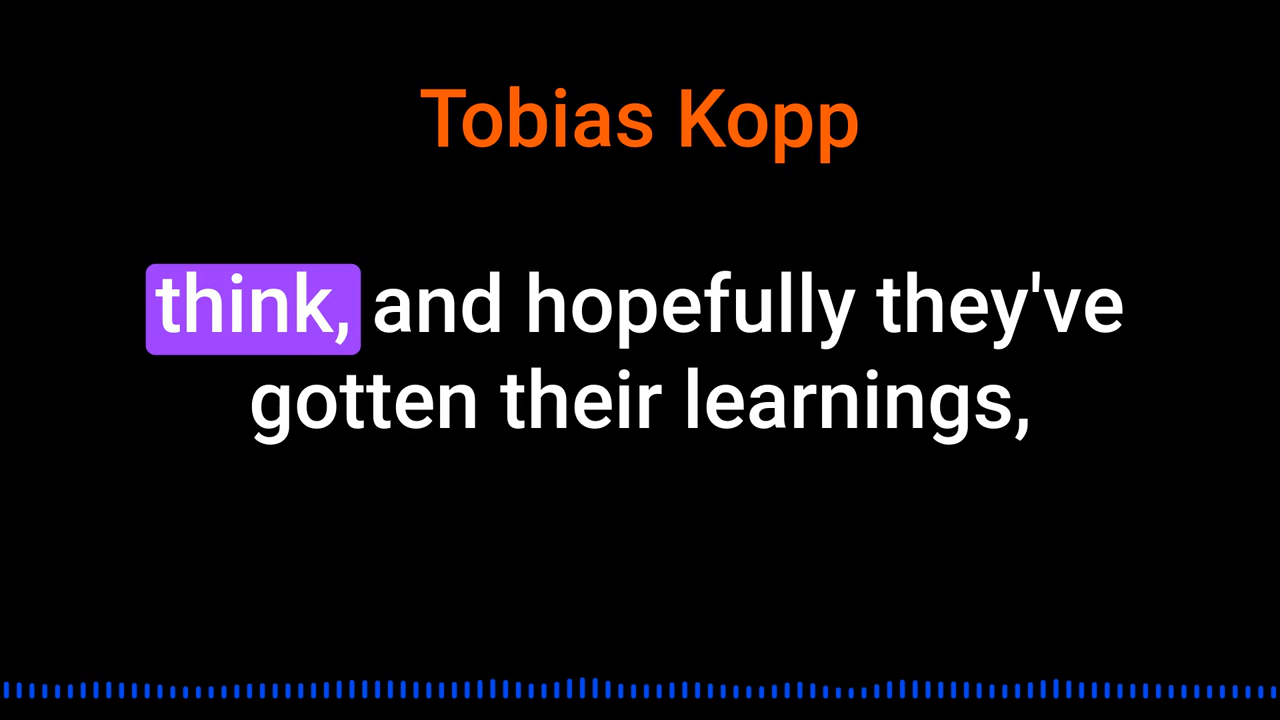 Tobias Kopp
think, and hopefully they've
gotten their learnings,